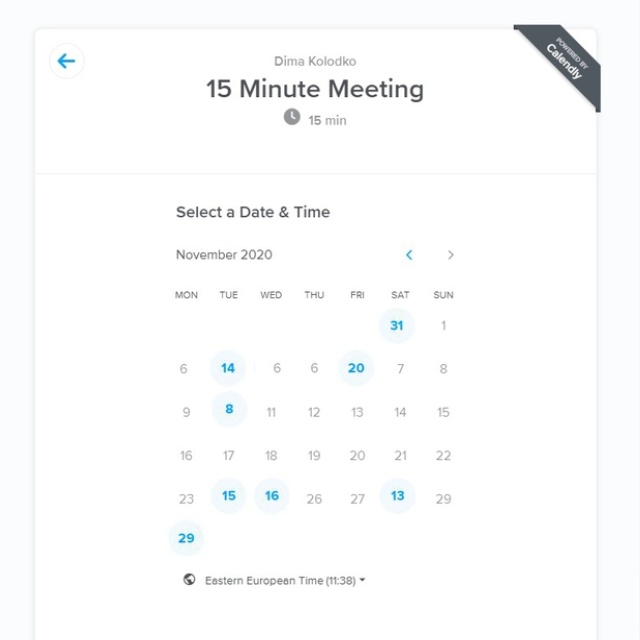 POWERED BY
Calendly
Dima Kolodko
15 Minute Meeting
15 min
Select a Date & Time
November 2020
MON TUE WED THU FRI SAT SUN
31 1
6 14 6 6 20 7 8
9 8 11 12 13 14 15
16 17 18 19 20 21 22
23 15 16 26 27 13 29
29
Eastern European Time (11:38)